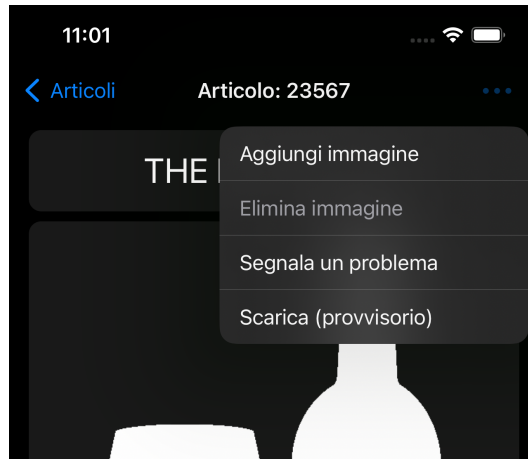 11:01
Articoli
Articolo: 23567
THE
Aggiungi immagine
Elimina immagine
Segnala un problema
Scarica (provvisorio)